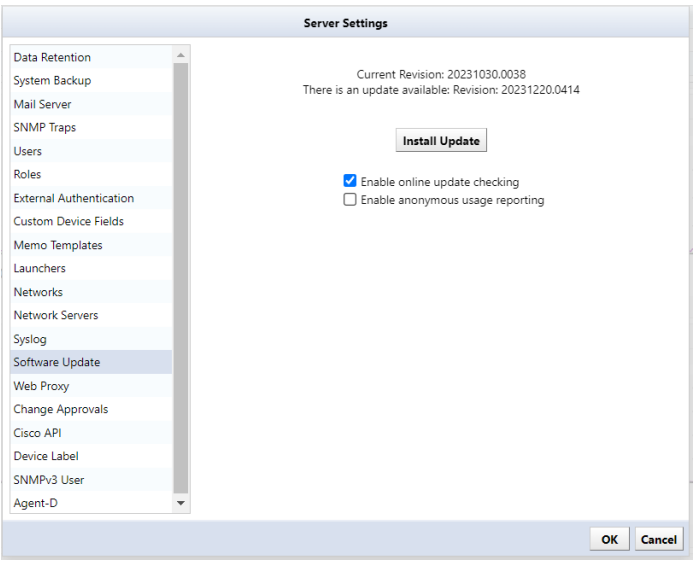 Server Settings
Data Retention
System Backup
Mail Server
SNMP Traps
Users
Roles
External Authentication
Custom Device Fields
Memo Templates
Launchers
Networks
Network Servers
Syslog
Software Update
Web Proxy
Change Approvals
Cisco API
Device Label
SNMPv3 User
Agent-D
Current Revision: 20231030.0038
There is an update available: Revision: 20231220.0414
Install Update
Enable online update checking
Enable anonymous usage reporting
OK
Cancel